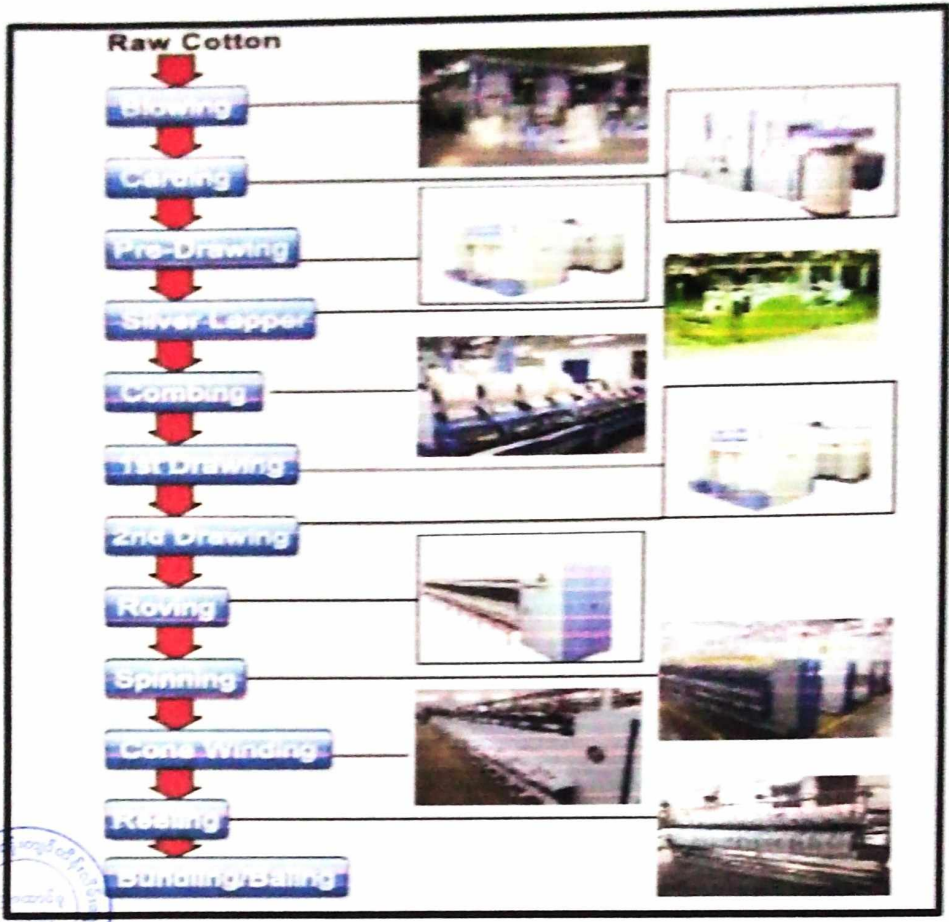 Raw Cotton
Blowing
Carding
Pre-Drawing
Silver Lapper
Combing
1st Drawing
2nd Drawing
Roving
Spinning
Cone Winding
Realing
Bundling/Baling